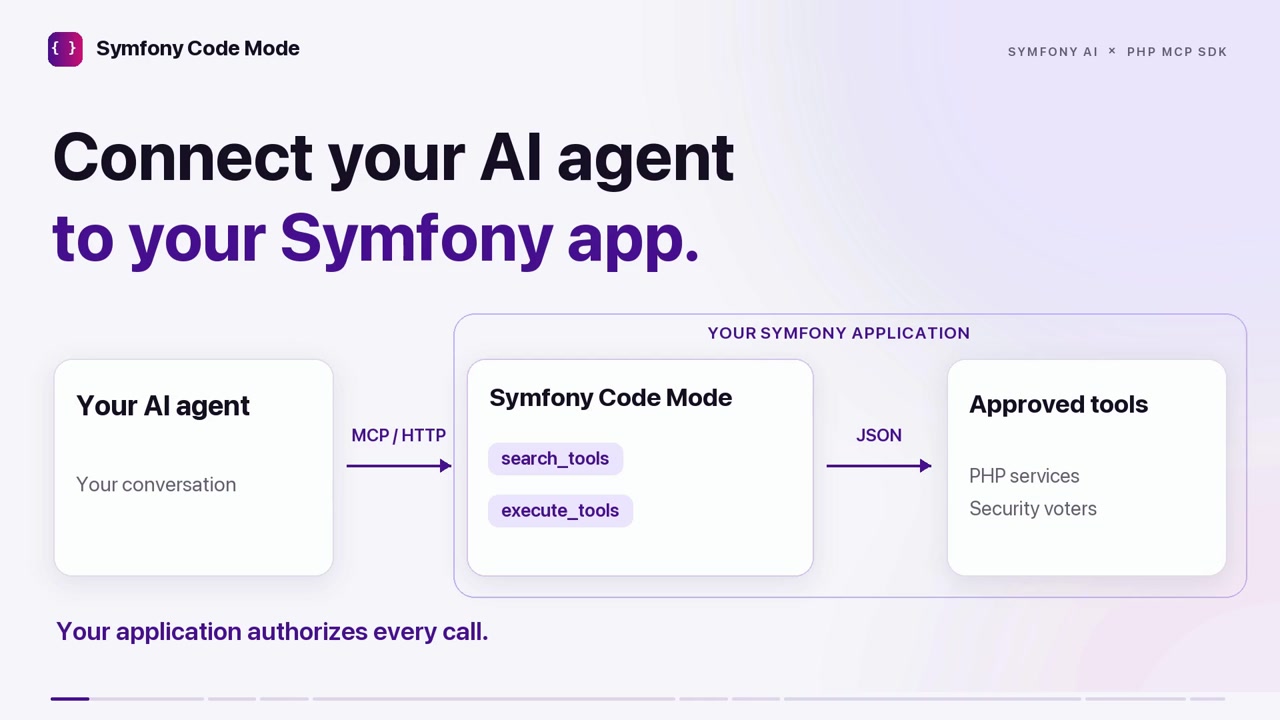 { } Symfony Code Mode
SYMFONY AI × PHP MCP SDK
Connect your AI agent
to your Symfony app.
YOUR SYMFONY APPLICATION
Your AI agent
Your conversation
MCP / HTTP
Symfony Code Mode
search_tools
execute_tools
JSON
Approved tools
PHP services
Security voters
Your application authorizes every call.